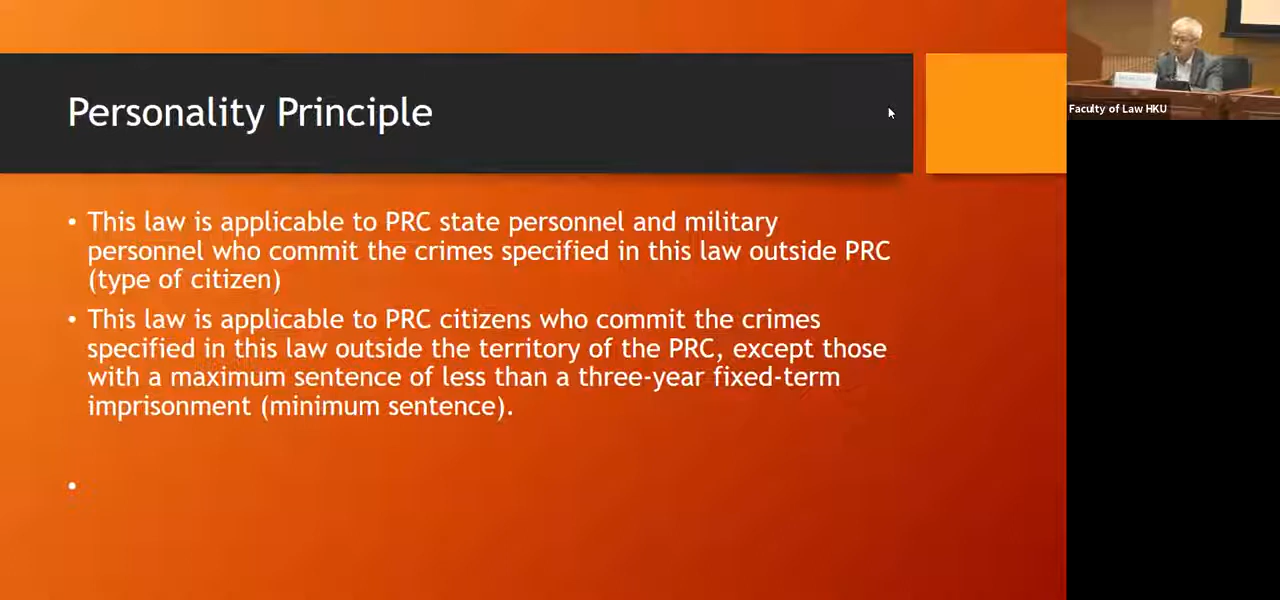 Personality Principle
• This law is applicable to PRC state personnel and military
personnel who commit the crimes specified in this law outside PRC
(type of citizen)
• This law is applicable to PRC citizens who commit the crimes
specified in this law outside the territory of the PRC, except those
with a maximum sentence of less than a three-year fixed-term
imprisonment (minimum sentence).
•
Faculty of Law HKU